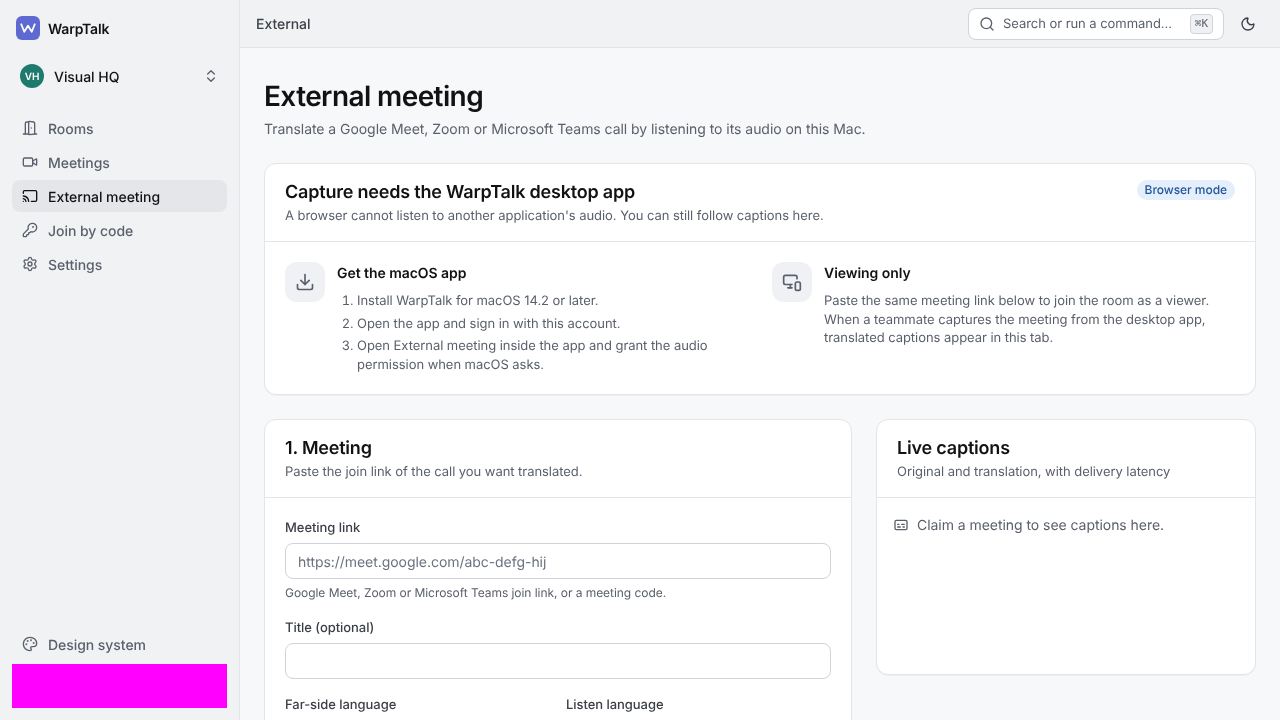 WarpTalk
VH
Visual HQ
Rooms
Meetings
External meeting
Join by code
Settings
Design system
External
Search or run a command...
⌘K
External meeting
Translate a Google Meet, Zoom or Microsoft Teams call by listening to its audio on this Mac.
Capture needs the WarpTalk desktop app
Browser mode
A browser cannot listen to another application's audio. You can still follow captions here.
Get the macOS app
1. Install WarpTalk for macOS 14.2 or later.
2. Open the app and sign in with this account.
3. Open External meeting inside the app and grant the audio
permission when macOS asks.
Viewing only
Paste the same meeting link below to join the room as a viewer.
When a teammate captures the meeting from the desktop app,
translated captions appear in this tab.
1. Meeting
Paste the join link of the call you want translated.
Meeting link
https://meet.google.com/abc-defg-hij
Google Meet, Zoom or Microsoft Teams join link, or a meeting code.
Title (optional)
Far-side language
Listen language
Live captions
Original and translation, with delivery latency
Claim a meeting to see captions here.